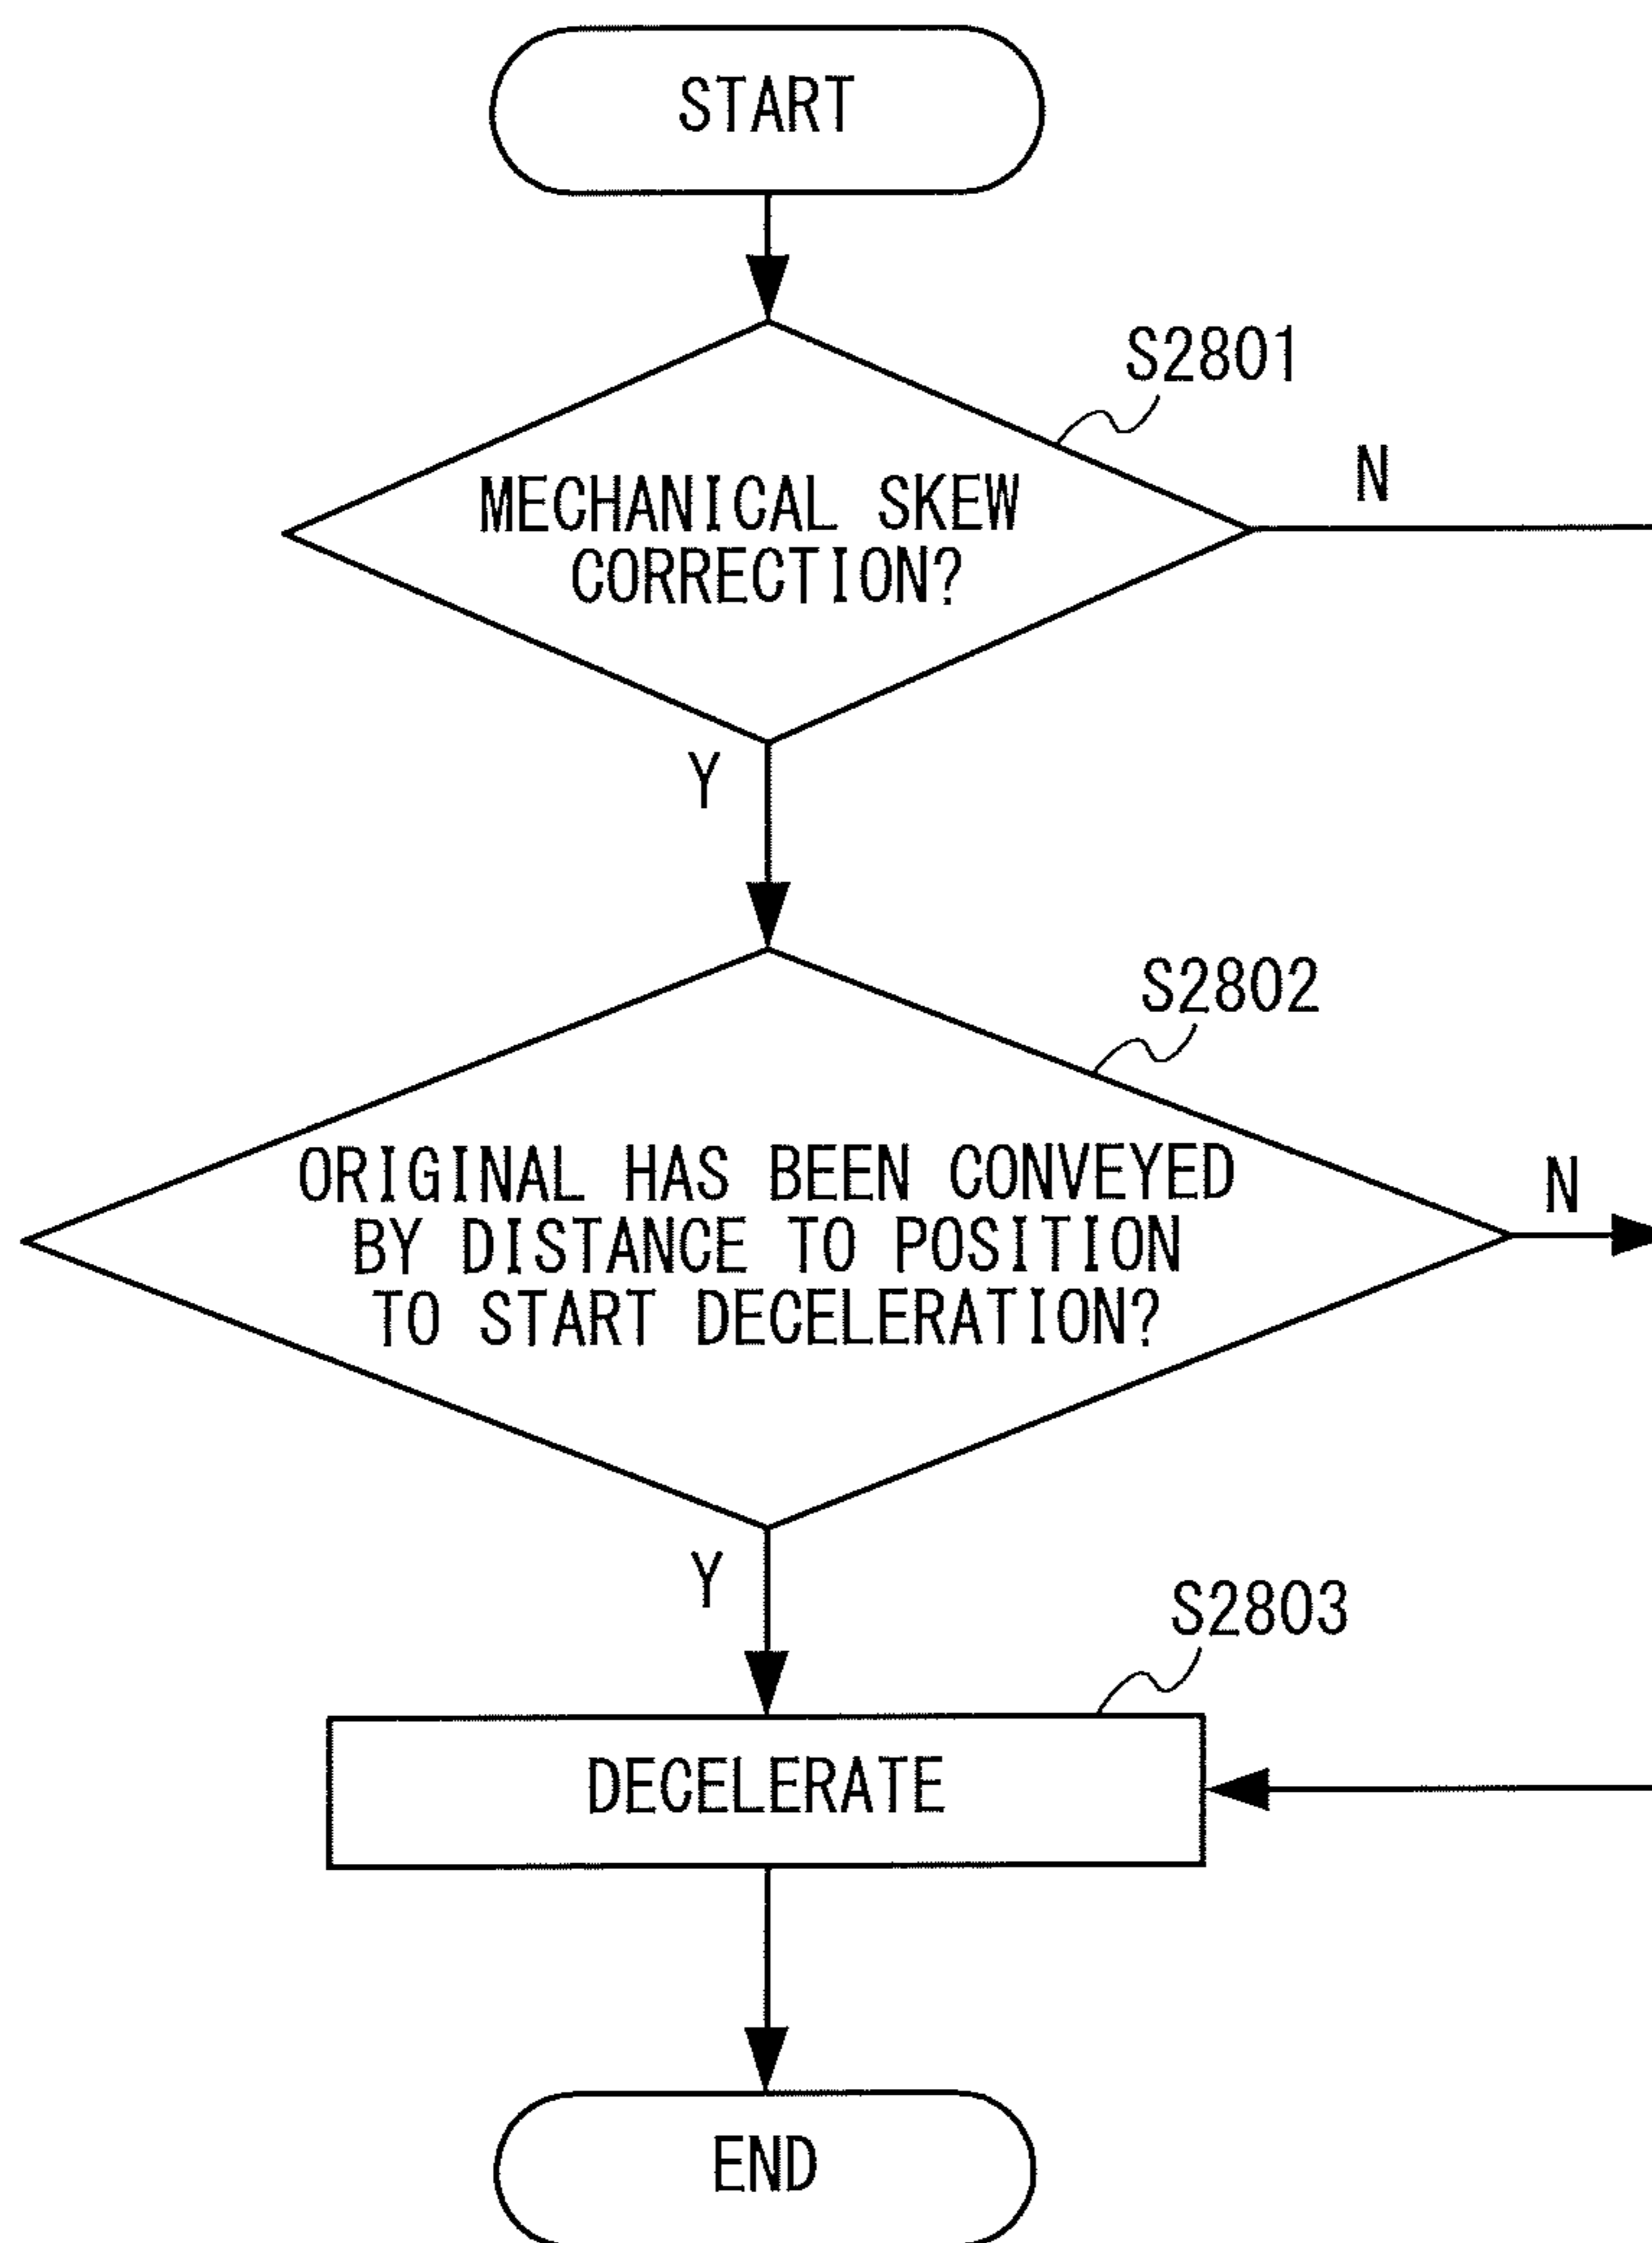 START
S2801
MECHANICAL SKEW
CORRECTION?
N
Y
S2802
ORIGINAL HAS BEEN CONVEYED
BY DISTANCE TO POSITION
TO START DECELERATION?
N
Y
S2803
DECELERATE
END